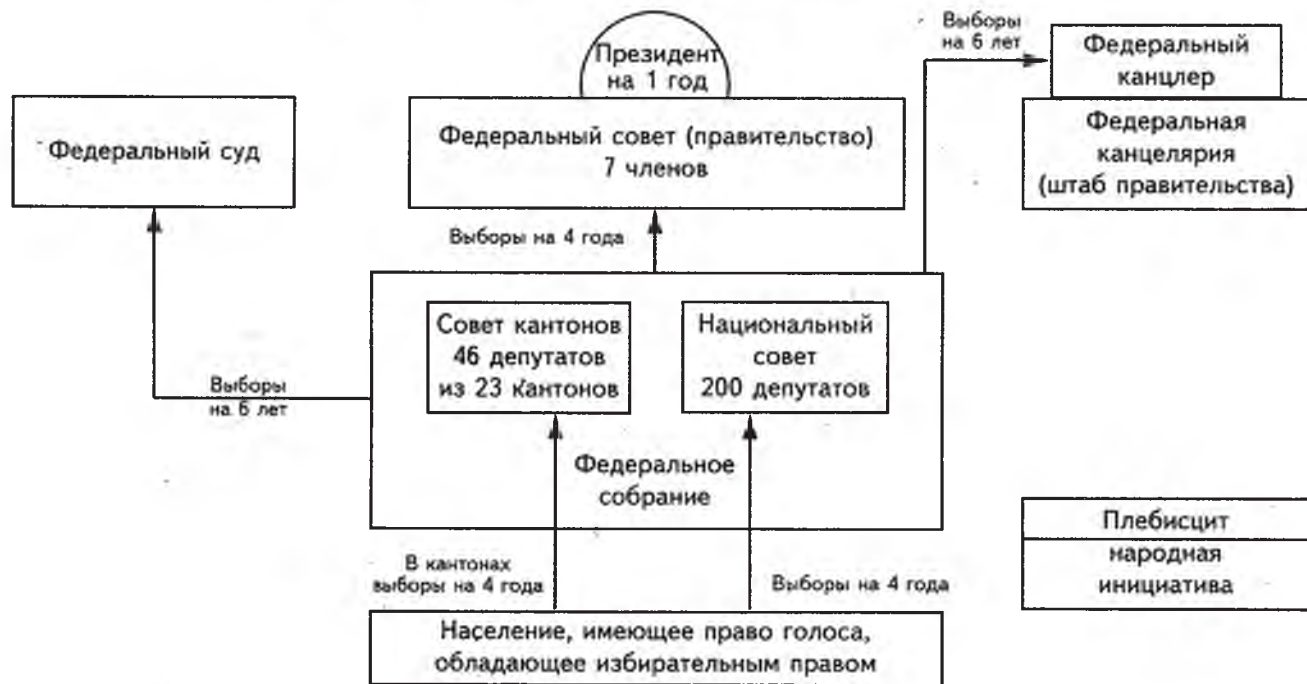 Президент
на 1 год
Выборы
на 6 лет
Федеральный
канцлер
Федеральный суд
Федеральный совет (правительство)
7 членов
Федеральная
канцелярия
(штаб правительства)
Выборы на 4 года
Совет кантонов
46 депутатов
из 23 кантонов
Национальный
совет
200 депутатов
Выборы
на 6 лет
Федеральное
собрание
Плебисцит
народная
инициатива
В кантонах
выборы на 4 года
Выборы на 4 года
Население, имеющее право голоса,
обладающее избирательным правом